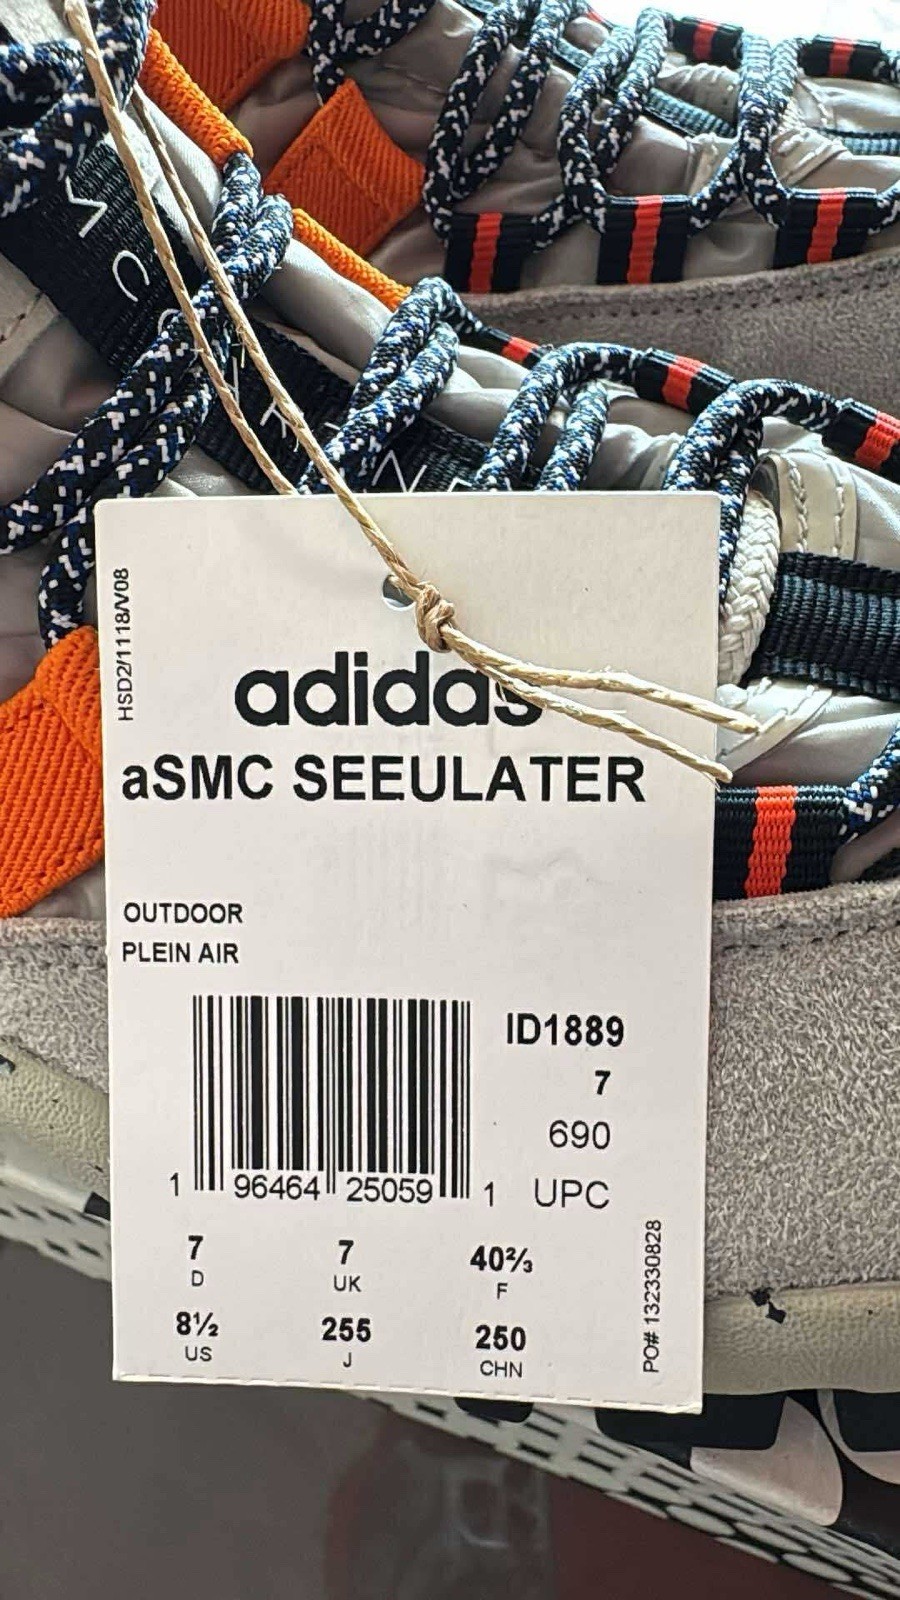 HSD2/1118/V08
adidas
aSMC SEEULATER
OUTDOOR
PLEIN AIR
ID1889
7
690
1 96464 25059 1 UPC
7 7 40⅔
D UK F
8½ 255 250
US J CHN
PO# 132330828